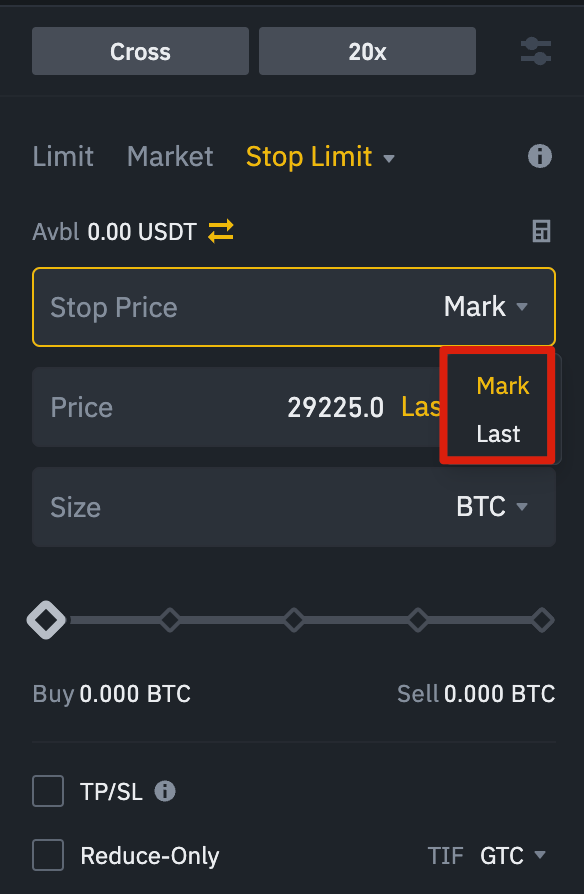 Cross 20x
Limit Market Stop Limit
Avbl 0.00 USDT
Stop Price Mark
Mark
Price 29225.0 Las
Last
Size BTC
Buy 0.000 BTC Sell 0.000 BTC
TP/SL
Reduce-Only TIF GTC